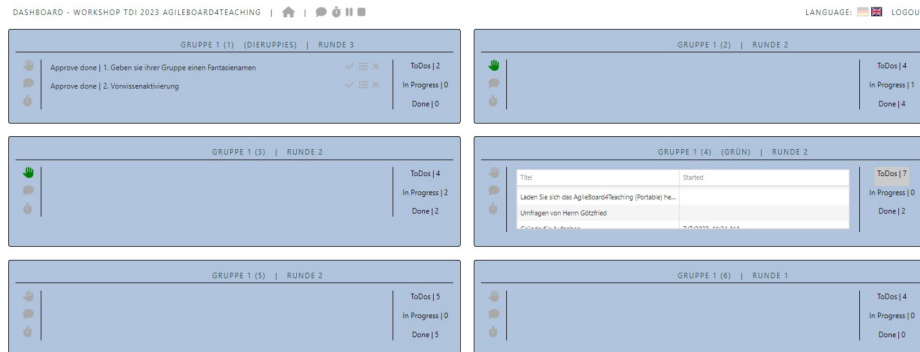 DASHBOARD - WORKSHOP TDI 2023 AGILEBOARD4TEACHING | | 
LANGUAGE: LOGOU
GRUPPE 1 (1) (DIERUPPIES) | RUNDE 3
Approve done | 1. Geben sie ihrer Gruppe einen Fantasienamen
Approve done | 2. Vorwissenaktivierung
ToDos | 2
In Progress | 0
Done | 0
GRUPPE 1 (2) | RUNDE 2
ToDos | 4
In Progress | 1
Done | 4
GRUPPE 1 (3) | RUNDE 2
ToDos | 4
In Progress | 2
Done | 2
GRUPPE 1 (4) (GRÜN) | RUNDE 2
Titel Started
Laden Sie sich das AgileBoard4Teaching (Portable) he...
Umfragen von Herrn Götzfried
ToDos | 7
In Progress | 0
Done | 2
GRUPPE 1 (5) | RUNDE 2
ToDos | 5
In Progress | 0
Done | 5
GRUPPE 1 (6) | RUNDE 1
ToDos | 4
In Progress | 0
Done | 0